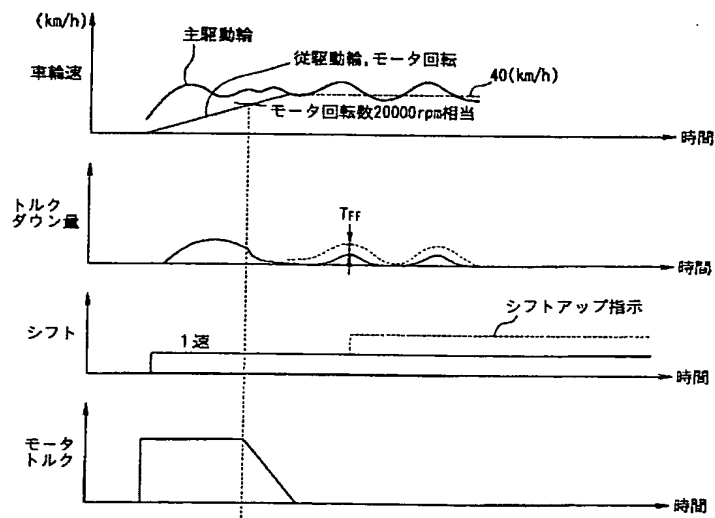 (km/h)
主駆動輪
従駆動輪,モータ回転
車輪速
40(km/h)
モータ回転数20000rpm相当
時間
トルク
ダウン量
TFF
時間
シフトアップ指示
シフト
1速
時間
モータ
トルク
時間